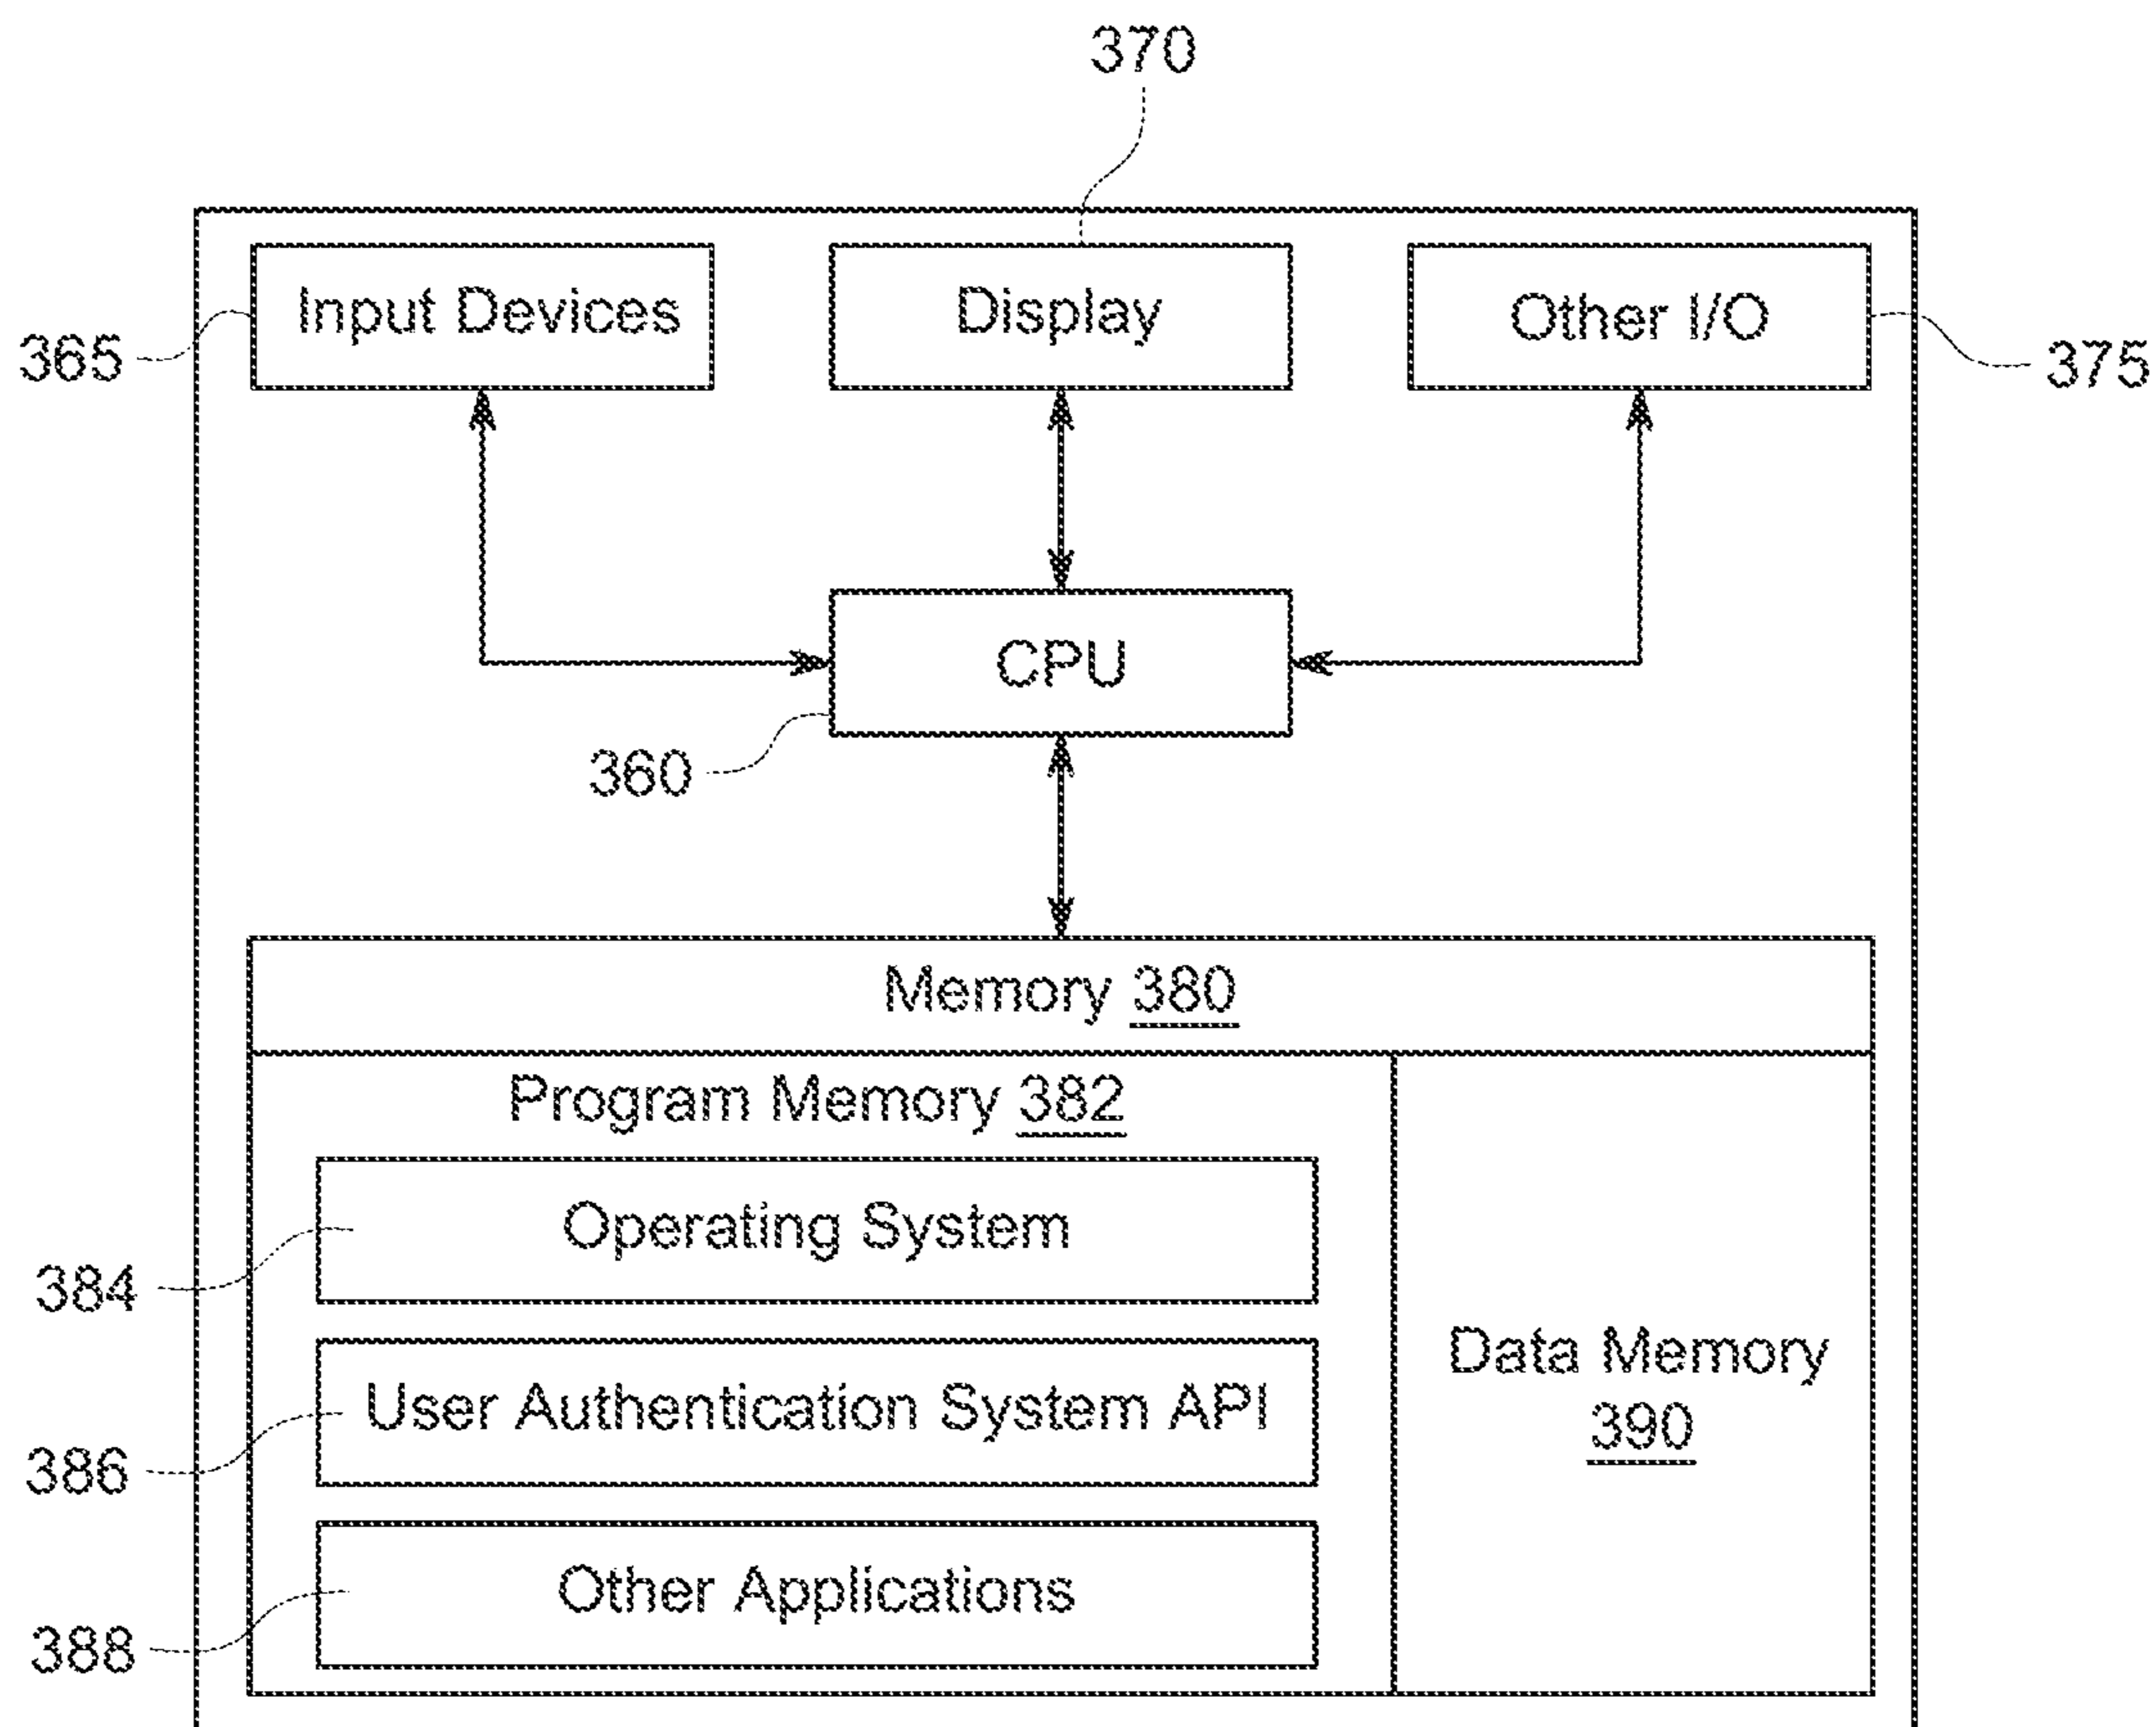 370
Input Devices
Display
Other I/O
365
375
CPU
360
Memory 380
Program Memory 382
Operating System
384
Data Memory
390
User Authentication System API
386
Other Applications
388